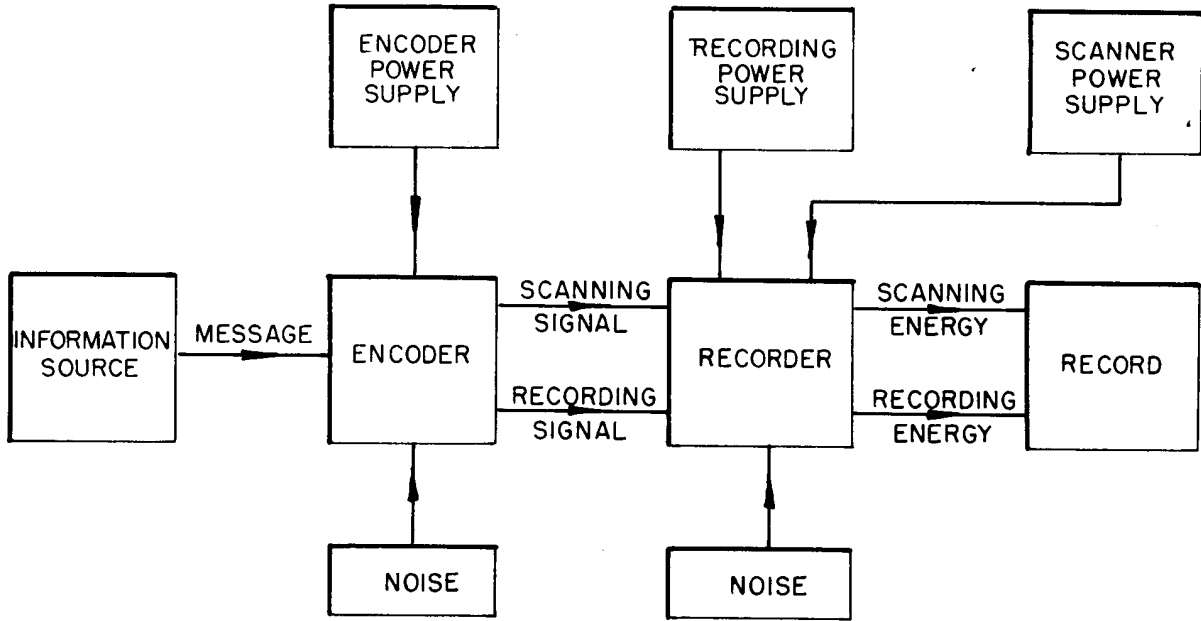 ENCODER
POWER
SUPPLY
RECORDING
POWER
SUPPLY
SCANNER
POWER
SUPPLY
INFORMATION
SOURCE
MESSAGE
ENCODER
SCANNING
SIGNAL
RECORDING
SIGNAL
RECORDER
SCANNING
ENERGY
RECORDING
ENERGY
RECORD
NOISE
NOISE